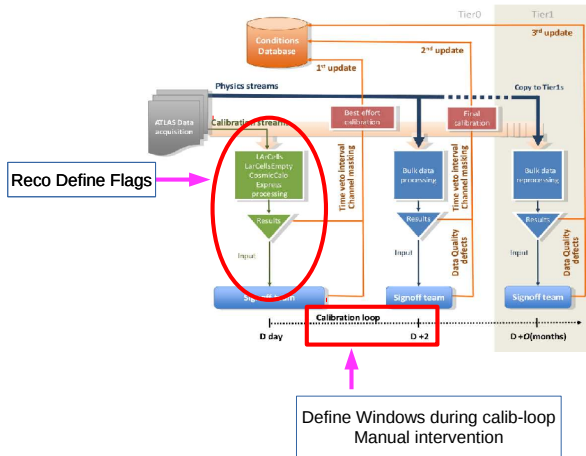 Tier0
Tier1
Conditions
Database
3rd update
2nd update
1st update
Physics streams
Copy to Tier1s
ATLAS Data
acquisition
Calibration streams
Best effort
calibration
Final
calibration
Reco Define Flags
LArCells
LarCellsEmpty
CosmicCalo
Express
processing
Time veto interval
Channel masking
Bulk data
processing
Time veto interval
Channel masking
Bulk data
reprocessing
Results
Results
Results
Input
Input
Data Quality
defects
Input
Data Quality
defects
Signoff team
Signoff team
Signoff team
Calibration loop
D day
D +2
D +O(months)
Define Windows during calib-loop
Manual intervention